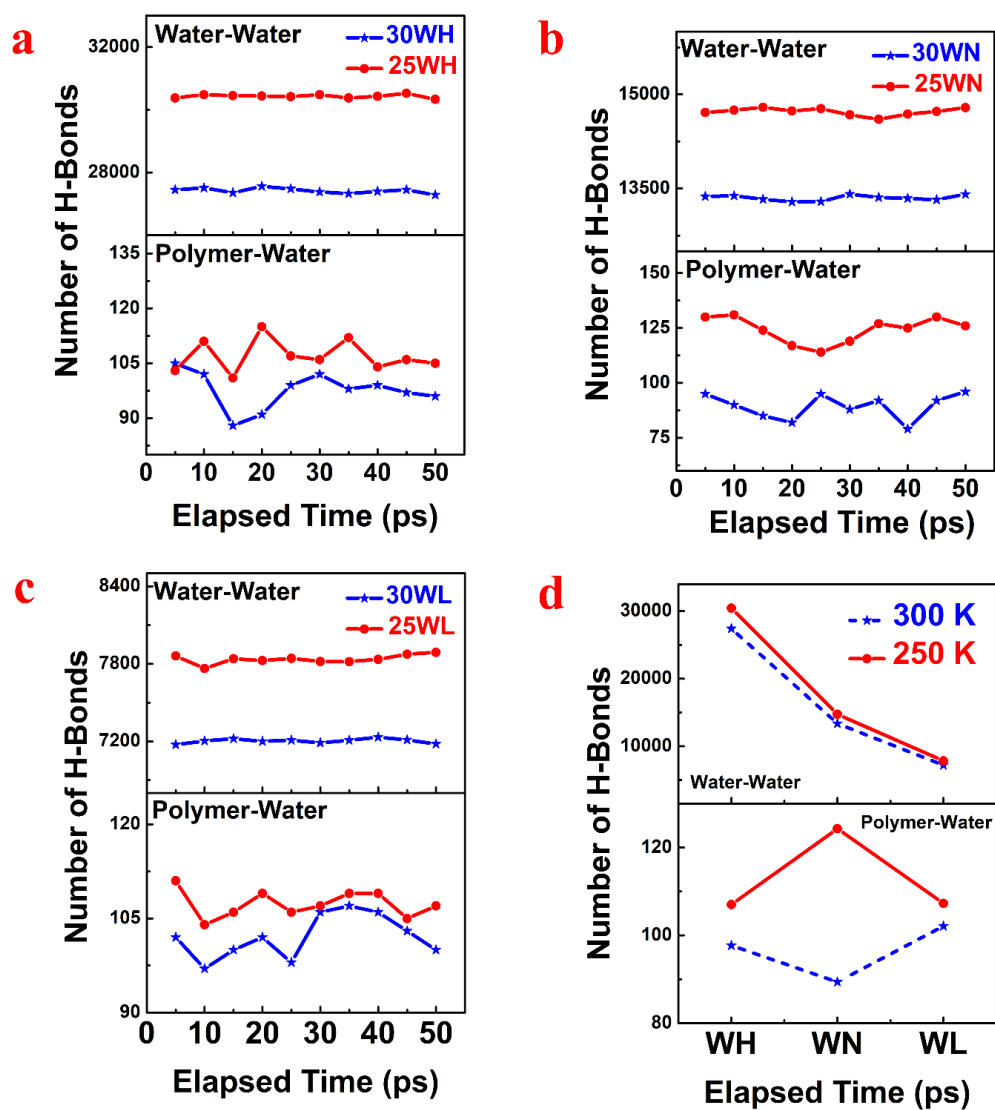 a
Water-Water
30WH
25WH
32000
28000
Number of H-Bonds
Polymer-Water
135
120
105
90
0 10 20 30 40 50
Elapsed Time (ps)
b
Water-Water
30WN
25WN
15000
13500
Number of H-Bonds
Polymer-Water
150
125
100
75
0 10 20 30 40 50
Elapsed Time (ps)
c
Water-Water
30WL
25WL
8400
7800
7200
Number of H-Bonds
Polymer-Water
120
105
90
0 10 20 30 40 50
Elapsed Time (ps)
d
300 K
250 K
30000
20000
10000
Water-Water
Number of H-Bonds
Polymer-Water
120
100
80
WH WN WL
Elapsed Time (ps)